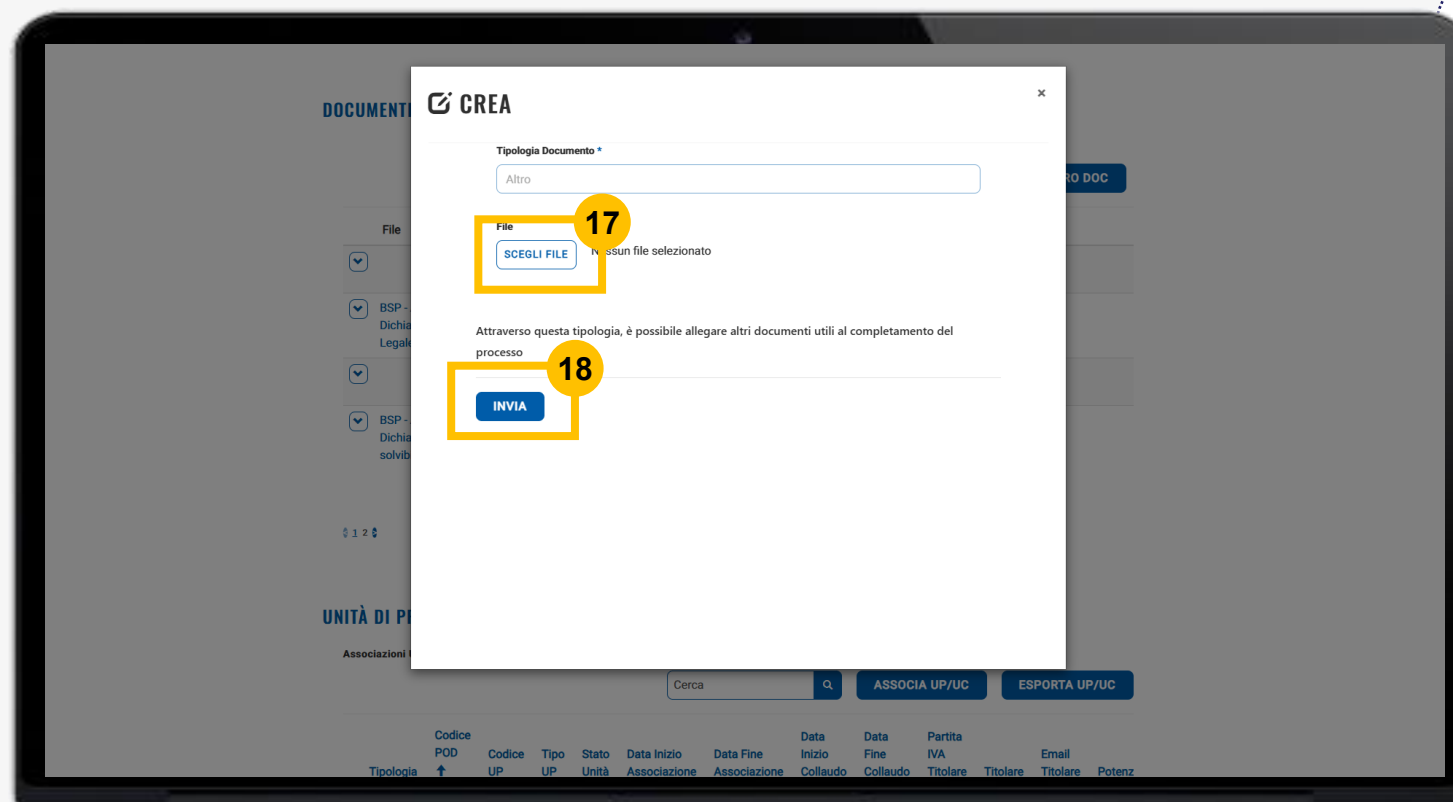 DOCUMENTI
CREA
×
Tipologia Documento *
Altro
RO DOC
File
File
17
SCEGLI FILE
Nessun file selezionato
BSP -
Dichia
Legale
Attraverso questa tipologia, è possibile allegare altri documenti utili al completamento del
processo
18
INVIA
BSP -
Dichia
solvib
1 2
UNITÀ DI
Associazioni
Cerca
ASSOCIA UP/UC
ESPORTA UP/UC
Tipologia
Codice
POD
Codice
UP
Tipo
UP
Stato
Unità
Data Inizio
Associazione
Data Fine
Associazione
Data
Inizio
Collaudo
Data
Fine
Collaudo
Partita
IVA
Titolare
Titolare
Email
Titolare
Potenz